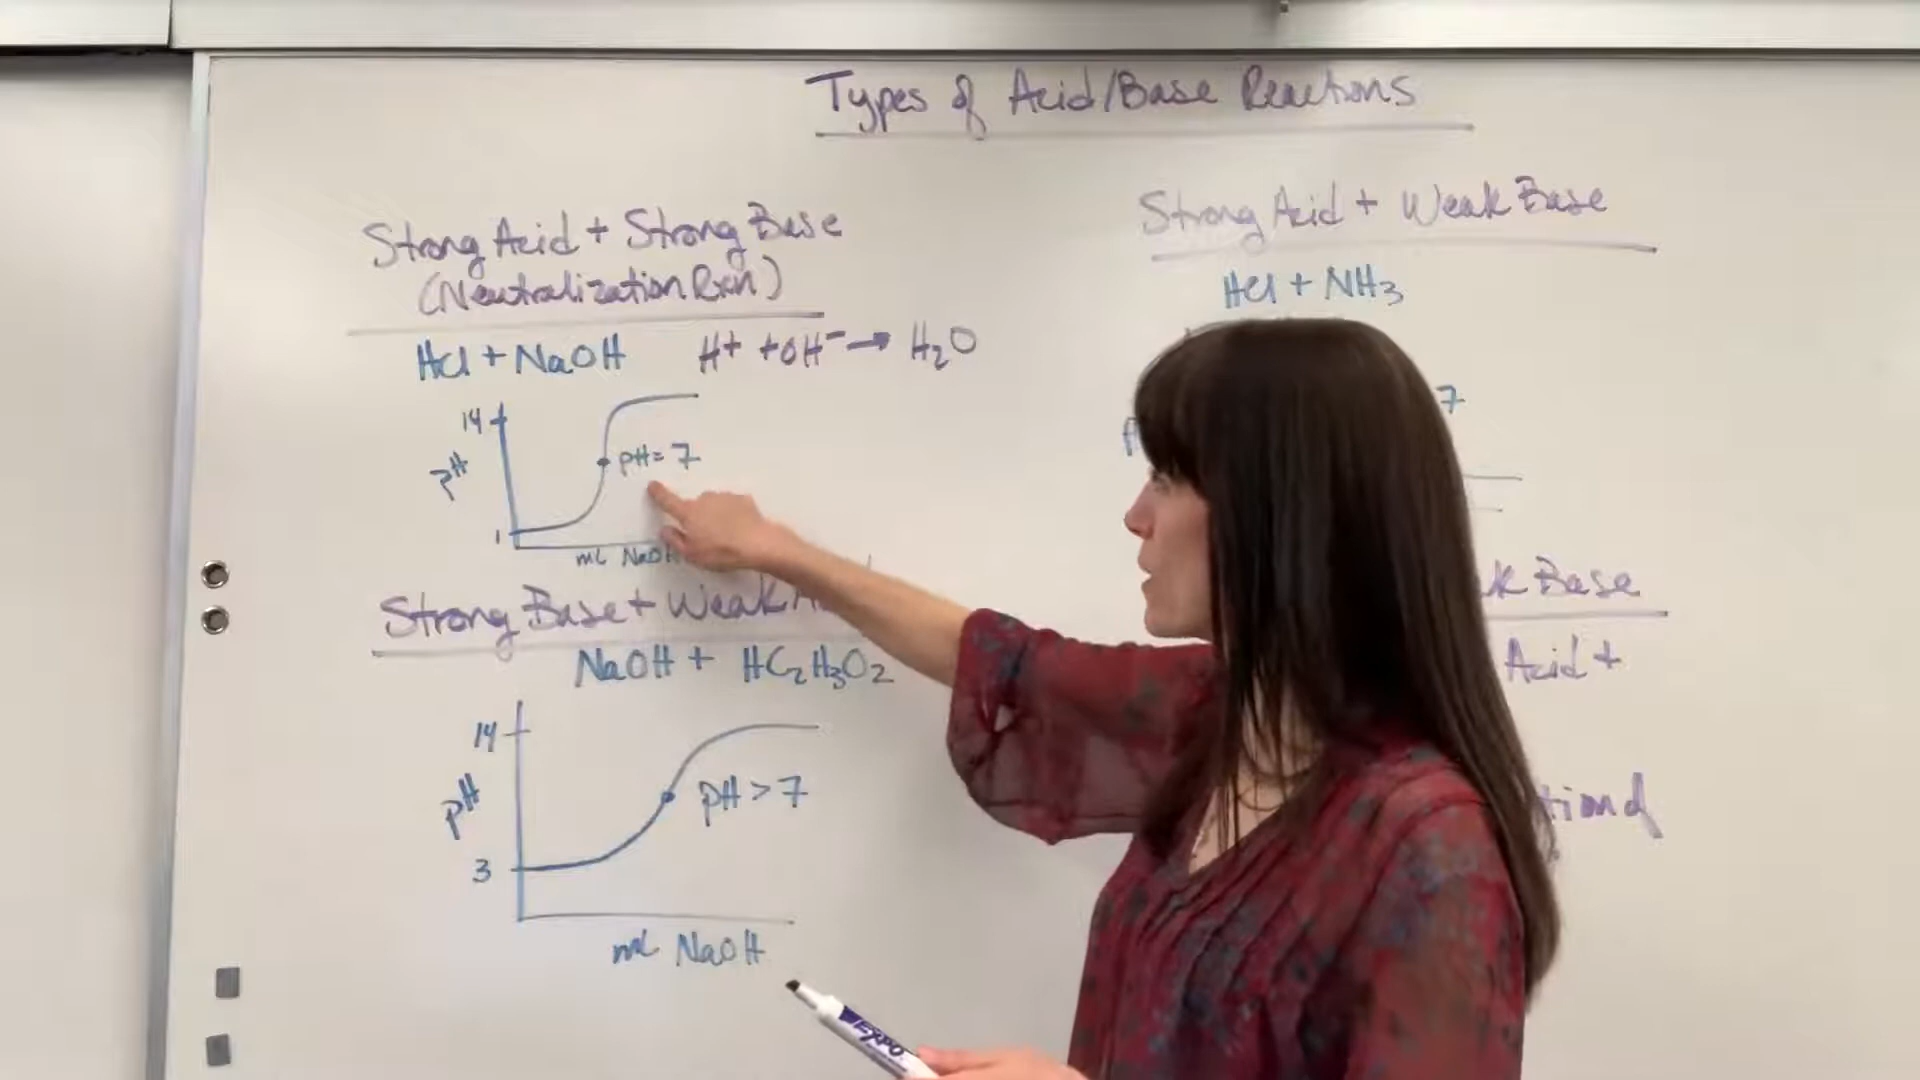 Types of Acid/Base Reactions
Strong Acid + Strong Base
(Neutralization Rxn)
HCl + NaOH H+ + OH- → H2O
14
pH
pH = 7
1
mL NaOH
Strong Base + Weak
NaOH + HC2H3O2
14
pH
pH > 7
3
mL NaOH
Strong Acid + Weak Base
HCl + NH3
7
Base
Acid +
EXPO